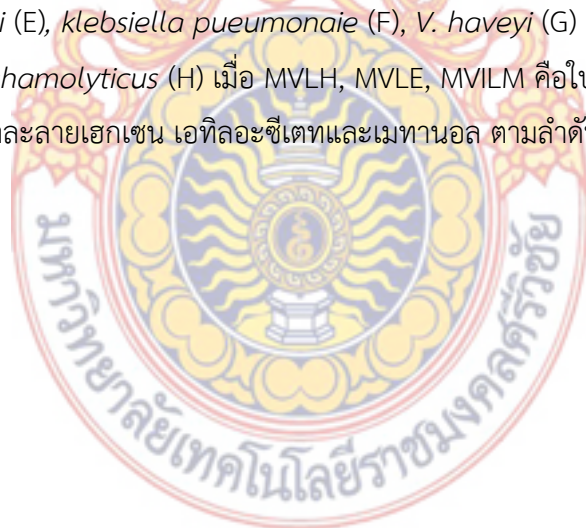 i (E), klebsiella pueumonaie (F), V. haveyi (G)
hamolyticus (H) เมื่อ MVLH, MVLE, MVILM คือใบ
ละลายเฮกเซน เอทิลอะซีเตทและเมทานอล ตามลำดั
มหาวิทยาลัยเทคโนโลยีราชมงคลศรีวิชัย